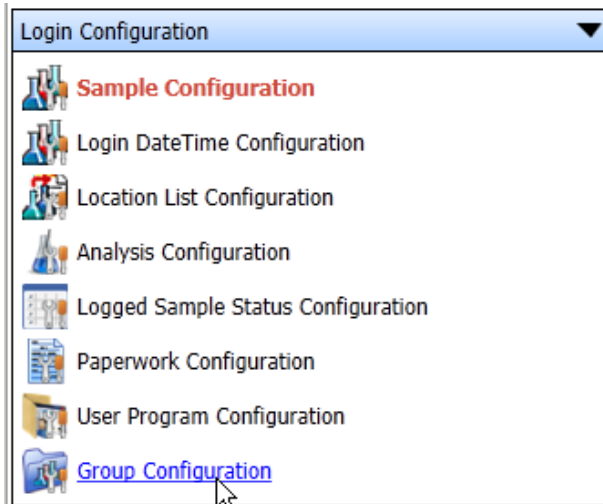 Login Configuration
Sample Configuration
Login DateTime Configuration
Location List Configuration
Analysis Configuration
Logged Sample Status Configuration
Paperwork Configuration
User Program Configuration
Group Configuration